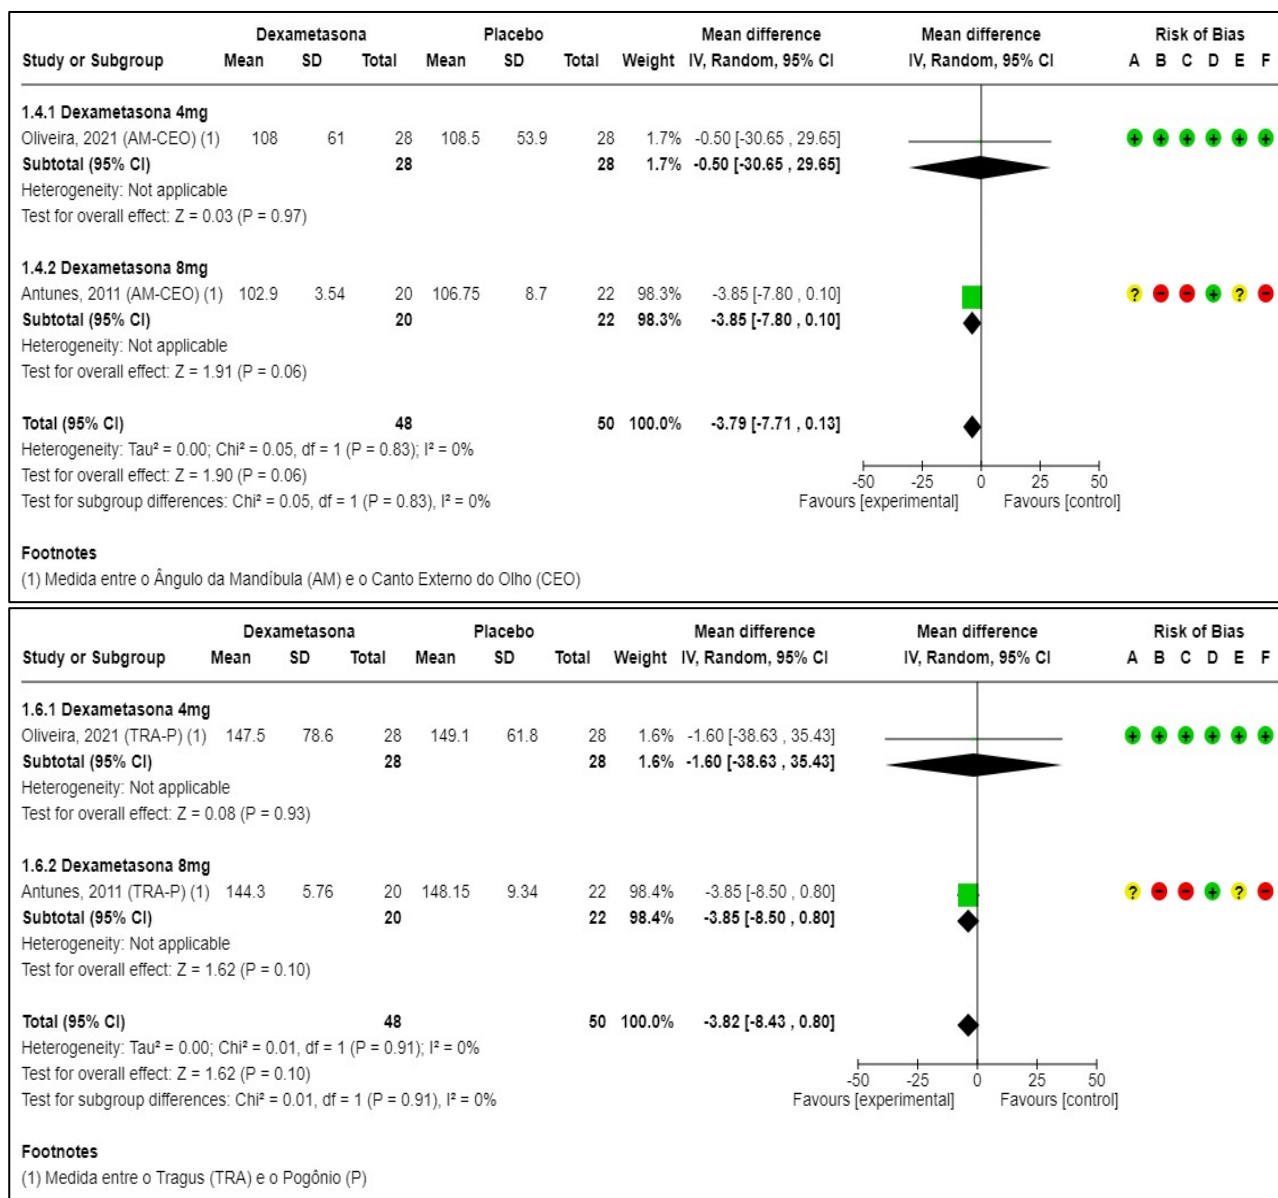 Dexametasona Placebo Mean difference Mean difference Risk of Bias
Study or Subgroup Mean SD Total Mean SD Total Weight IV, Random, 95% CI IV, Random, 95% CI A B C D E F
1.4.1 Dexametasona 4mg
Oliveira, 2021 (AM-CEO) (1) 108 61 28 108.5 53.9 28 1.7% -0.50 [-30.65 , 29.65] + + + + + +
Subtotal (95% CI) 28 28 1.7% -0.50 [-30.65 , 29.65]
Heterogeneity: Not applicable
Test for overall effect: Z = 0.03 (P = 0.97)
1.4.2 Dexametasona 8mg
Antunes, 2011 (AM-CEO) (1) 102.9 3.54 20 106.75 8.7 22 98.3% -3.85 [-7.80 , 0.10] ? - - + ? -
Subtotal (95% CI) 20 22 98.3% -3.85 [-7.80 , 0.10]
Heterogeneity: Not applicable
Test for overall effect: Z = 1.91 (P = 0.06)
Total (95% CI) 48 50 100.0% -3.79 [-7.71 , 0.13]
Heterogeneity: Tau² = 0.00; Chi² = 0.05, df = 1 (P = 0.83); I² = 0%
Test for overall effect: Z = 1.90 (P = 0.06)
Test for subgroup differences: Chi² = 0.05, df = 1 (P = 0.83), I² = 0%
-50 -25 0 25 50
Favours [experimental] Favours [control]
Footnotes
(1) Medida entre o Ângulo da Mandíbula (AM) e o Canto Externo do Olho (CEO)
Dexametasona Placebo Mean difference Mean difference Risk of Bias
Study or Subgroup Mean SD Total Mean SD Total Weight IV, Random, 95% CI IV, Random, 95% CI A B C D E F
1.6.1 Dexametasona 4mg
Oliveira, 2021 (TRA-P) (1) 147.5 78.6 28 149.1 61.8 28 1.6% -1.60 [-38.63 , 35.43] + + + + + +
Subtotal (95% CI) 28 28 1.6% -1.60 [-38.63 , 35.43]
Heterogeneity: Not applicable
Test for overall effect: Z = 0.08 (P = 0.93)
1.6.2 Dexametasona 8mg
Antunes, 2011 (TRA-P) (1) 144.3 5.76 20 148.15 9.34 22 98.4% -3.85 [-8.50 , 0.80] ? - - + ? -
Subtotal (95% CI) 20 22 98.4% -3.85 [-8.50 , 0.80]
Heterogeneity: Not applicable
Test for overall effect: Z = 1.62 (P = 0.10)
Total (95% CI) 48 50 100.0% -3.82 [-8.43 , 0.80]
Heterogeneity: Tau² = 0.00; Chi² = 0.01, df = 1 (P = 0.91); I² = 0%
Test for overall effect: Z = 1.62 (P = 0.10)
Test for subgroup differences: Chi² = 0.01, df = 1 (P = 0.91), I² = 0%
-50 -25 0 25 50
Favours [experimental] Favours [control]
Footnotes
(1) Medida entre o Tragus (TRA) e o Pogônio (P)